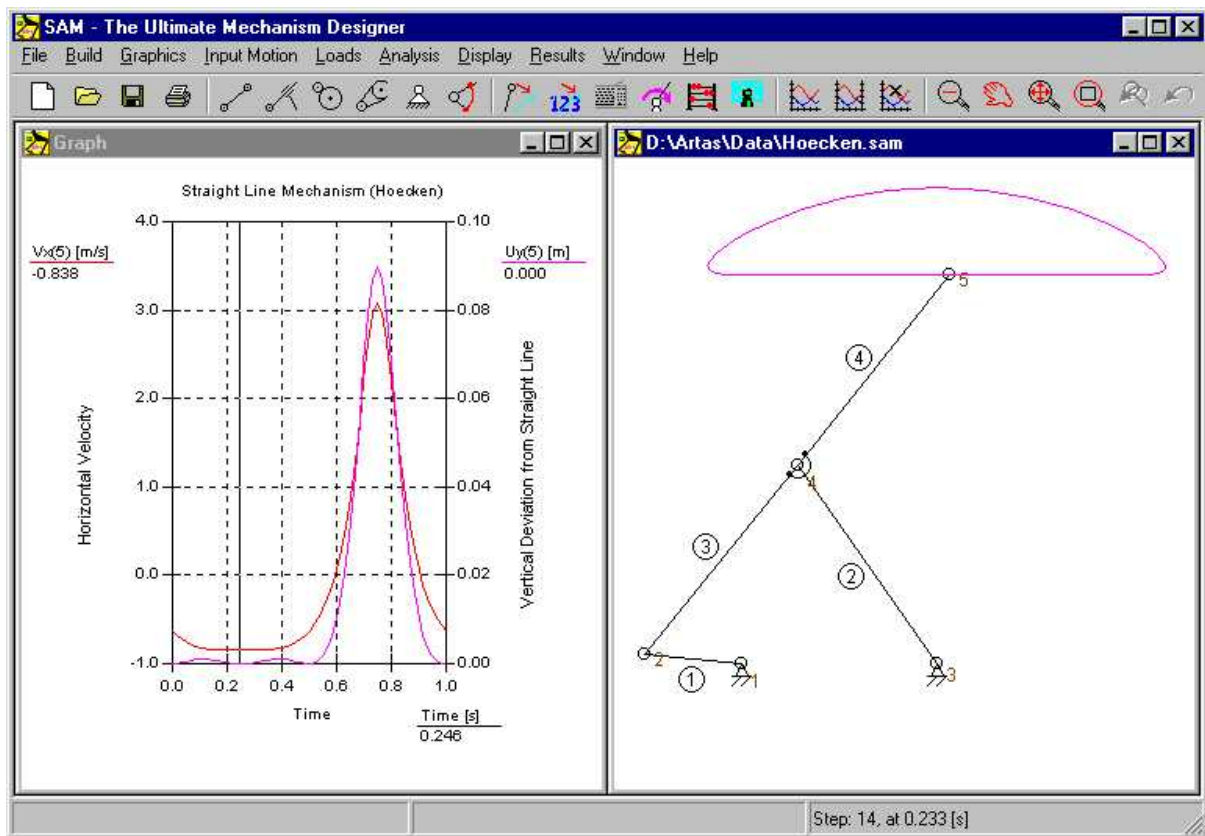 SAM - The Ultimate Mechanism Designer
File Build Graphics Input Motion Loads Analysis Display Results Window Help
123
Graph
Straight Line Mechanism (Hoecken)
Vx(5) [m/s]
-0.838
Uy(5) [m]
0.000
4.0
3.0
2.0
1.0
0.0
-1.0
Horizontal Velocity
0.10
0.08
0.06
0.04
0.02
0.00
Vertical Deviation from Straight Line
0.0 0.2 0.4 0.6 0.8 1.0
Time
Time [s]
0.246
D:\Artas\Data\Hoecken.sam
5
4
4
3
2
2
1
1
3
Step: 14, at 0.233 [s]